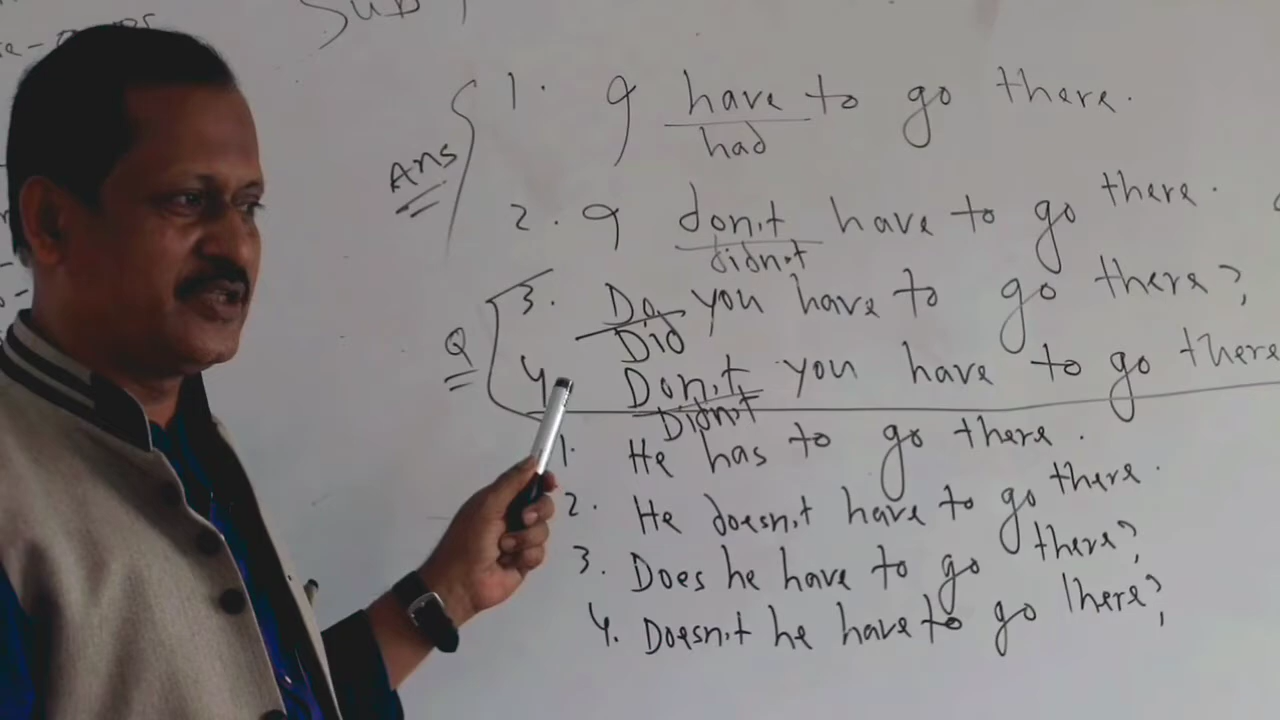 SUB
Ans
1. I have to go there.
had
2. I don't have to go there.
didn't
Q
3. Do you have to go there?
Did
4 Don't you have to go there
Didn't
1. He has to go there.
2. He doesn't have to go there.
3. Does he have to go there?
4. Doesn't he have to go there?